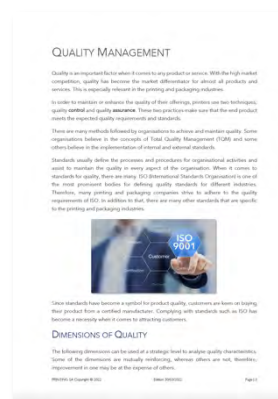 QUALITY MANAGEMENT
Quality is an important factor when it comes to any product or service. With the high market
competition, quality has become the market differentiator for almost all products and
services. This is especially relevant in the printing and packaging industries.
In order to maintain or enhance the quality of their offerings, printers use two techniques;
quality control and quality assurance. These two practices make sure that the end product
meets the expected quality requirements and standards.
There are many methods followed by organisations to achieve and maintain quality. Some
organisations believe in the concepts of Total Quality Management (TQM) and some
others believe in the implementation of internal and external standards.
Standards usually define the processes and procedures for organisational activities and
assist to maintain the quality in every aspect of the organisation. When it comes to
standards for quality, there are many. ISO (International Standards Organisation) is one of
the most prominent bodies for defining quality standards for different industries.
Therefore, many printing and packaging companies strive to adhere to the quality
requirements of ISO. In addition to that, there are many other standards that are specific
to the printing and packaging industries.
ISO
9001
Customer
Since standards have become a symbol for product quality, customers are keen on buying
their product from a certified manufacturer. Complying with standards such as ISO has
become a necessity when it comes to attracting customers.
DIMENSIONS OF QUALITY
The following dimensions can be used at a strategic level to analyse quality characteristics.
Some of the dimensions are mutually reinforcing, whereas others are not, therefore,
improvement in one may be at the expense of others.